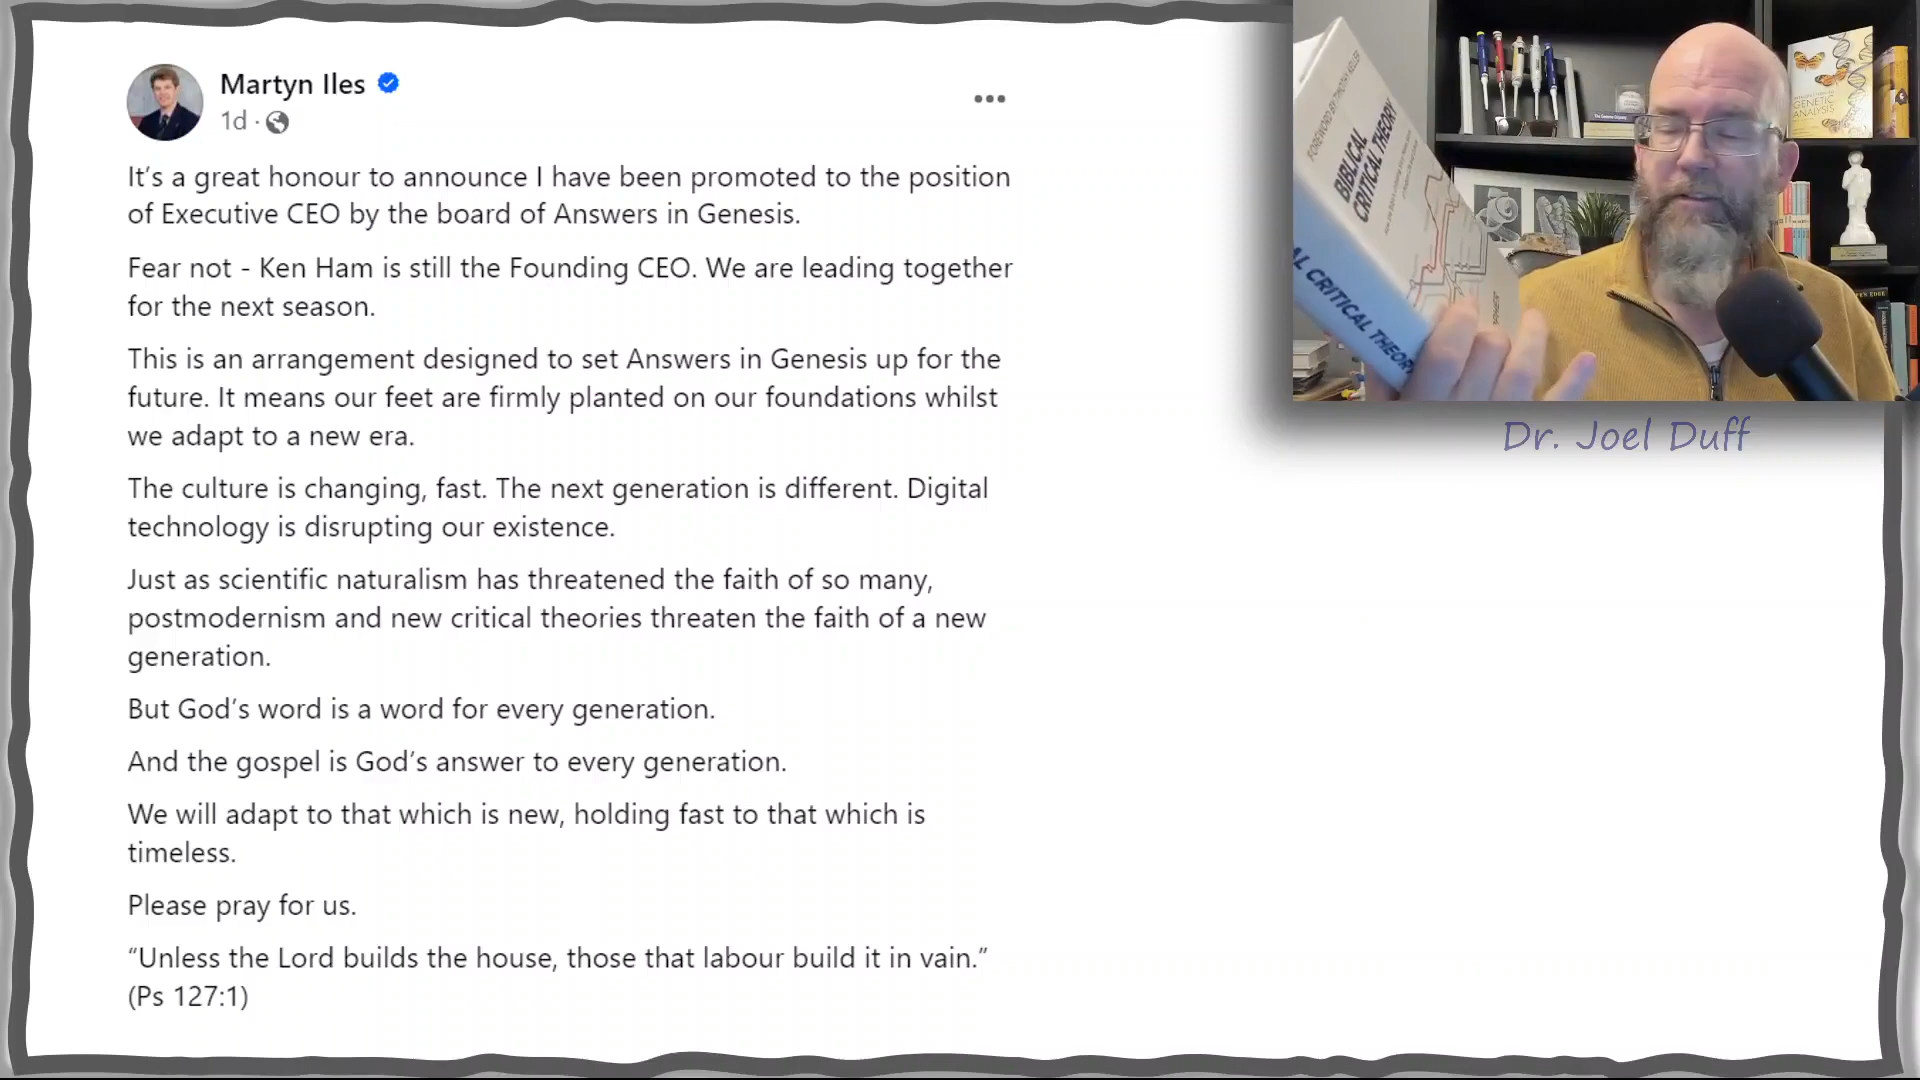 Martyn Iles
1d ·
It's a great honour to announce I have been promoted to the position
of Executive CEO by the board of Answers in Genesis.
Fear not - Ken Ham is still the Founding CEO. We are leading together
for the next season.
This is an arrangement designed to set Answers in Genesis up for the
future. It means our feet are firmly planted on our foundations whilst
we adapt to a new era.
The culture is changing, fast. The next generation is different. Digital
technology is disrupting our existence.
Just as scientific naturalism has threatened the faith of so many,
postmodernism and new critical theories threaten the faith of a new
generation.
But God's word is a word for every generation.
And the gospel is God's answer to every generation.
We will adapt to that which is new, holding fast to that which is
timeless.
Please pray for us.
“Unless the Lord builds the house, those that labour build it in vain.”
(Ps 127:1)
FOREWORD BY TIMOTHY KELLER
BIBLICAL
CRITICAL THEORY
AL CRITICAL THEORY
GENETIC
ANALYSIS
Dr. Joel Duff